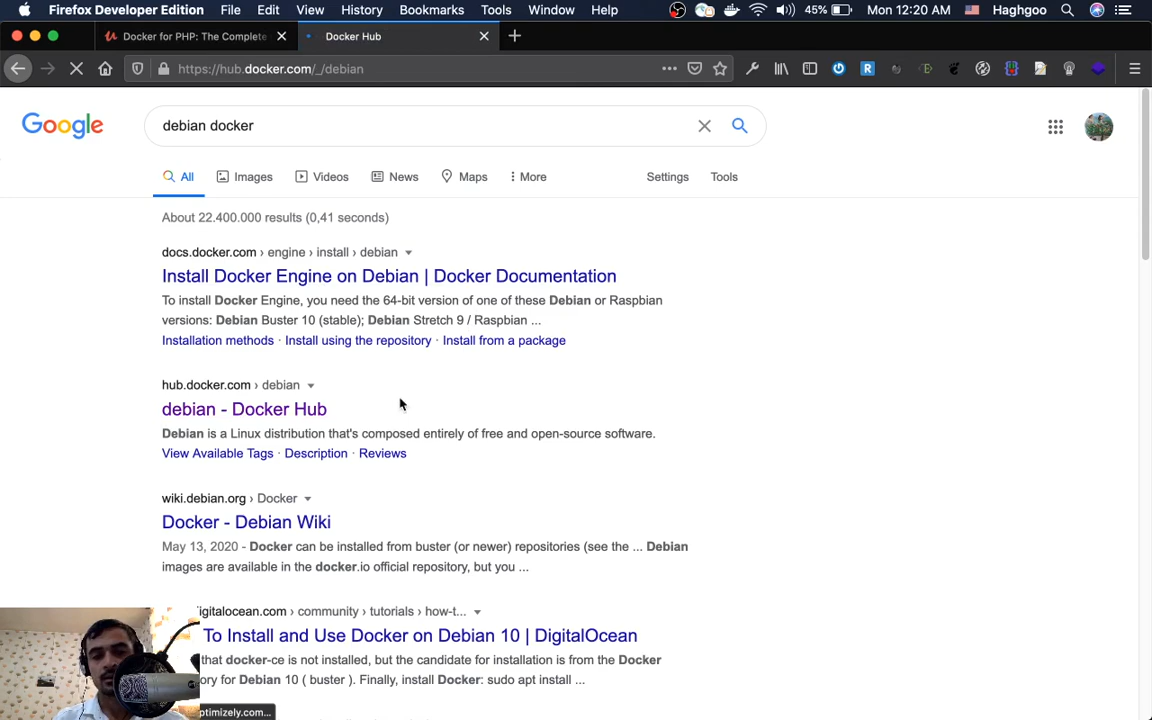 Firefox Developer Edition File Edit View History Bookmarks Tools Window Help 45% Mon 12:20 AM Haghgoo
Docker for PHP: The Complete Docker Hub
https://hub.docker.com/_/debian
Google debian docker
All Images Videos News Maps More Settings Tools
About 22.400.000 results (0,41 seconds)
docs.docker.com › engine › install › debian
Install Docker Engine on Debian | Docker Documentation
To install Docker Engine, you need the 64-bit version of one of these Debian or Raspbian
versions: Debian Buster 10 (stable); Debian Stretch 9 / Raspbian ...
Installation methods · Install using the repository · Install from a package
hub.docker.com › debian
debian - Docker Hub
Debian is a Linux distribution that's composed entirely of free and open-source software.
View Available Tags · Description · Reviews
wiki.debian.org › Docker
Docker - Debian Wiki
May 13, 2020 - Docker can be installed from buster (or newer) repositories (see the ... Debian
images are available in the docker.io official repository, but you ...
igitalocean.com › community › tutorials › how-t...
To Install and Use Docker on Debian 10 | DigitalOcean
that docker-ce is not installed, but the candidate for installation is from the Docker
ory for Debian 10 ( buster ). Finally, install Docker: sudo apt install ...
ptimizely.com...